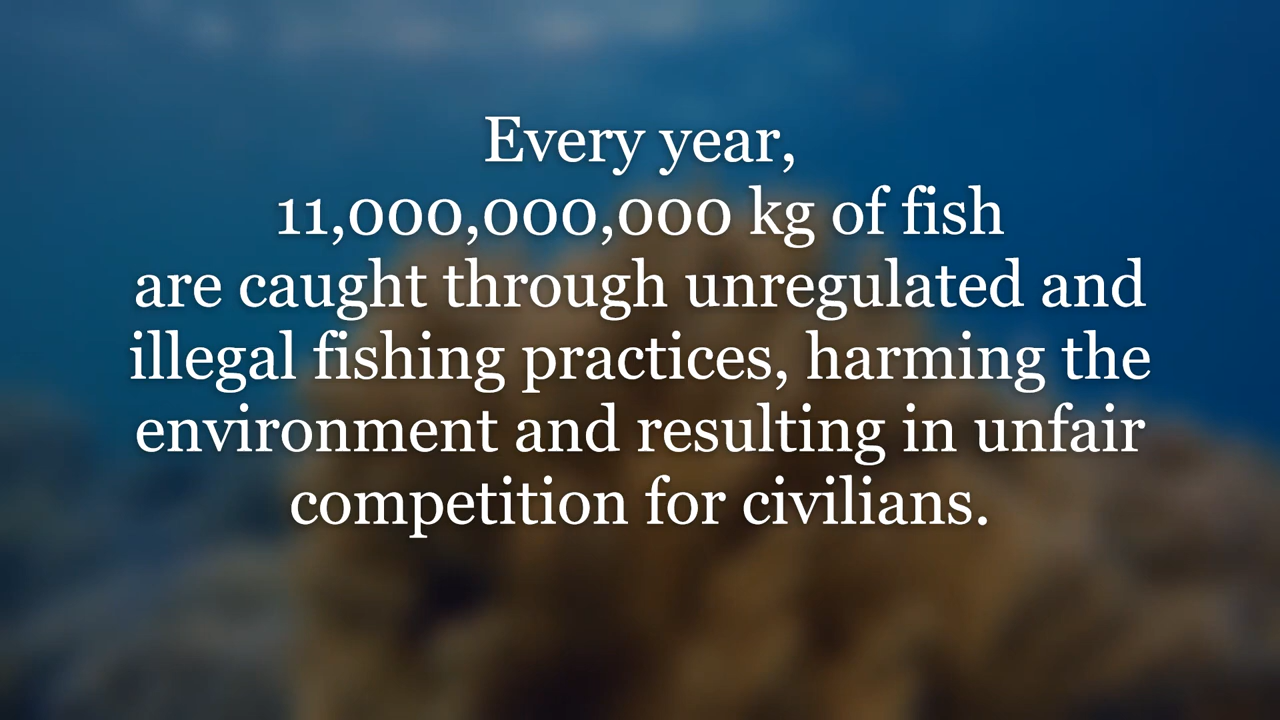 Every year,
11,000,000,000 kg of fish
are caught through unregulated and
illegal fishing practices, harming the
environment and resulting in unfair
competition for civilians.